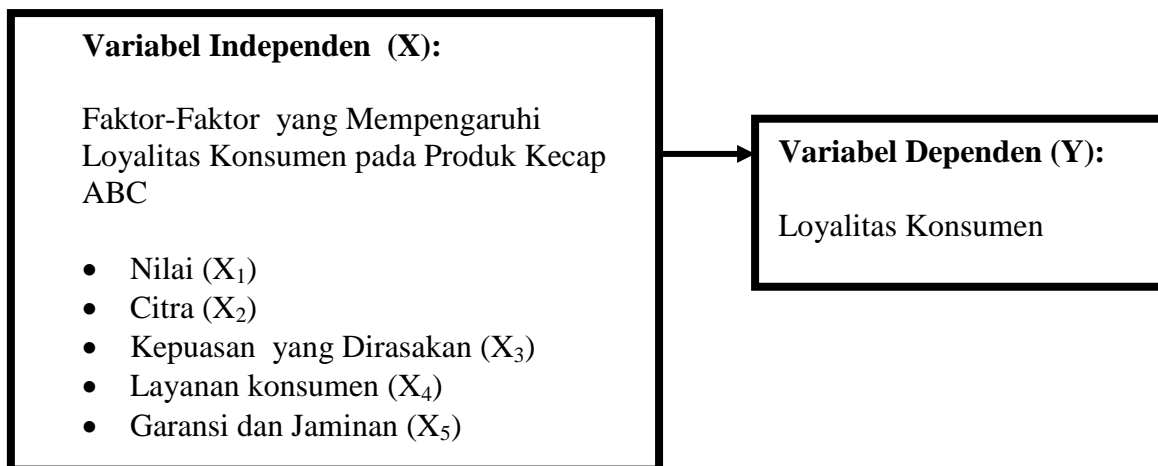 Variabel Independen (X):
Faktor-Faktor yang Mempengaruhi
Loyalitas Konsumen pada Produk Kecap
ABC
• Nilai (X₁)
• Citra (X₂)
• Kepuasan yang Dirasakan (X₃)
• Layanan konsumen (X₄)
• Garansi dan Jaminan (X₅)
Variabel Dependen (Y):
Loyalitas Konsumen